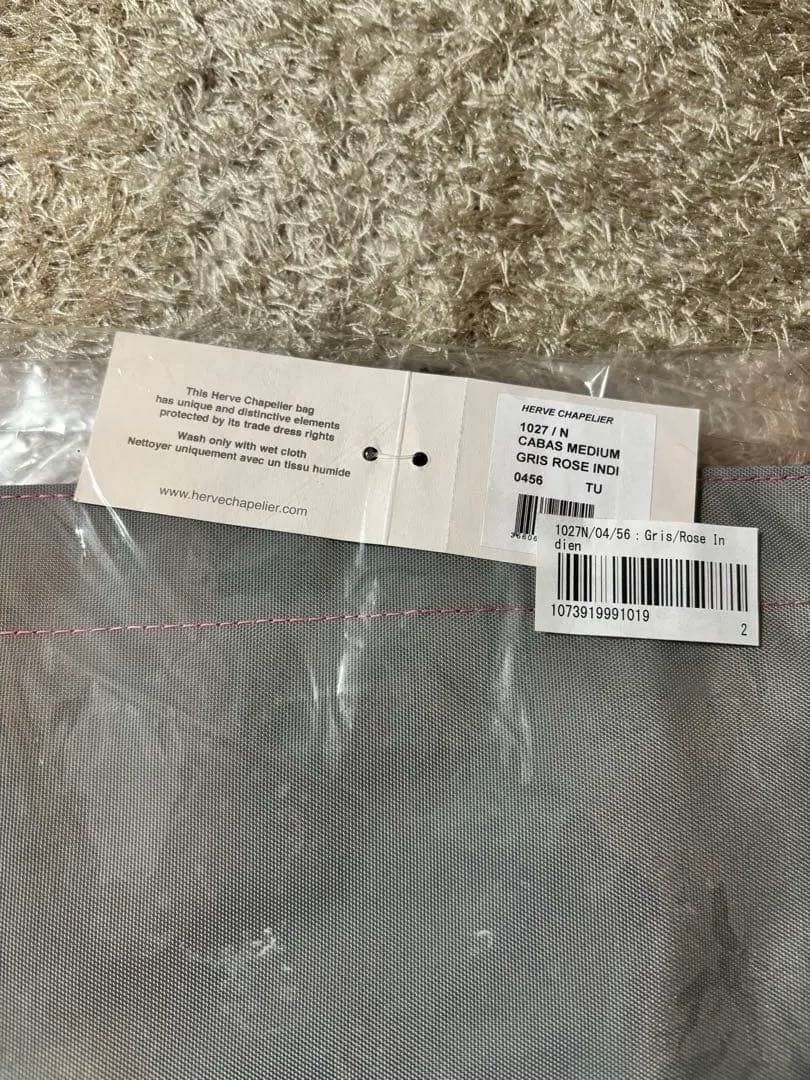 This Herve Chapelier bag
has unique and distinctive elements
protected by its trade dress rights
Wash only with wet cloth
Nettoyer uniquement avec un tissu humide
www.hervechapelier.com
HERVE CHAPELIER
1027 / N
CABAS MEDIUM
GRIS ROSE INDI
0456 TU
1027N/04/56 : Gris/Rose In
dien
1073919991019
2